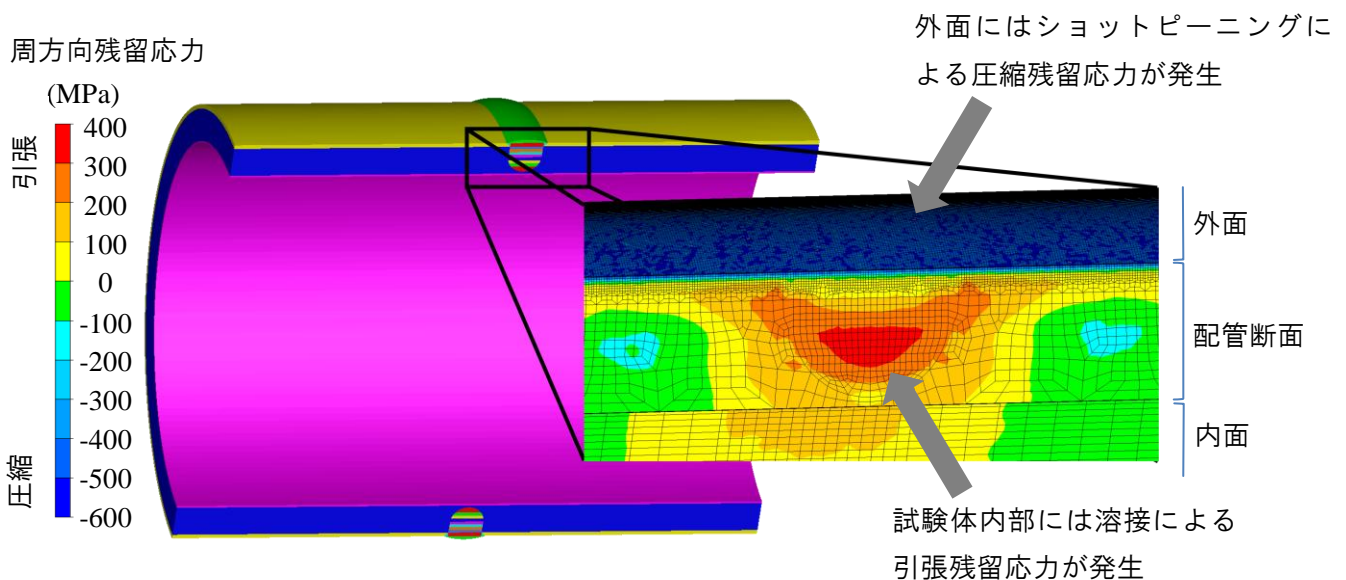 外面にはショットピーニングに
よる圧縮残留応力が発生
周方向残留応力
(MPa)
引張
400
300
200
100
0
-100
-200
-300
-400
-500
-600
圧縮
外面
配管断面
内面
試験体内部には溶接による
引張残留応力が発生